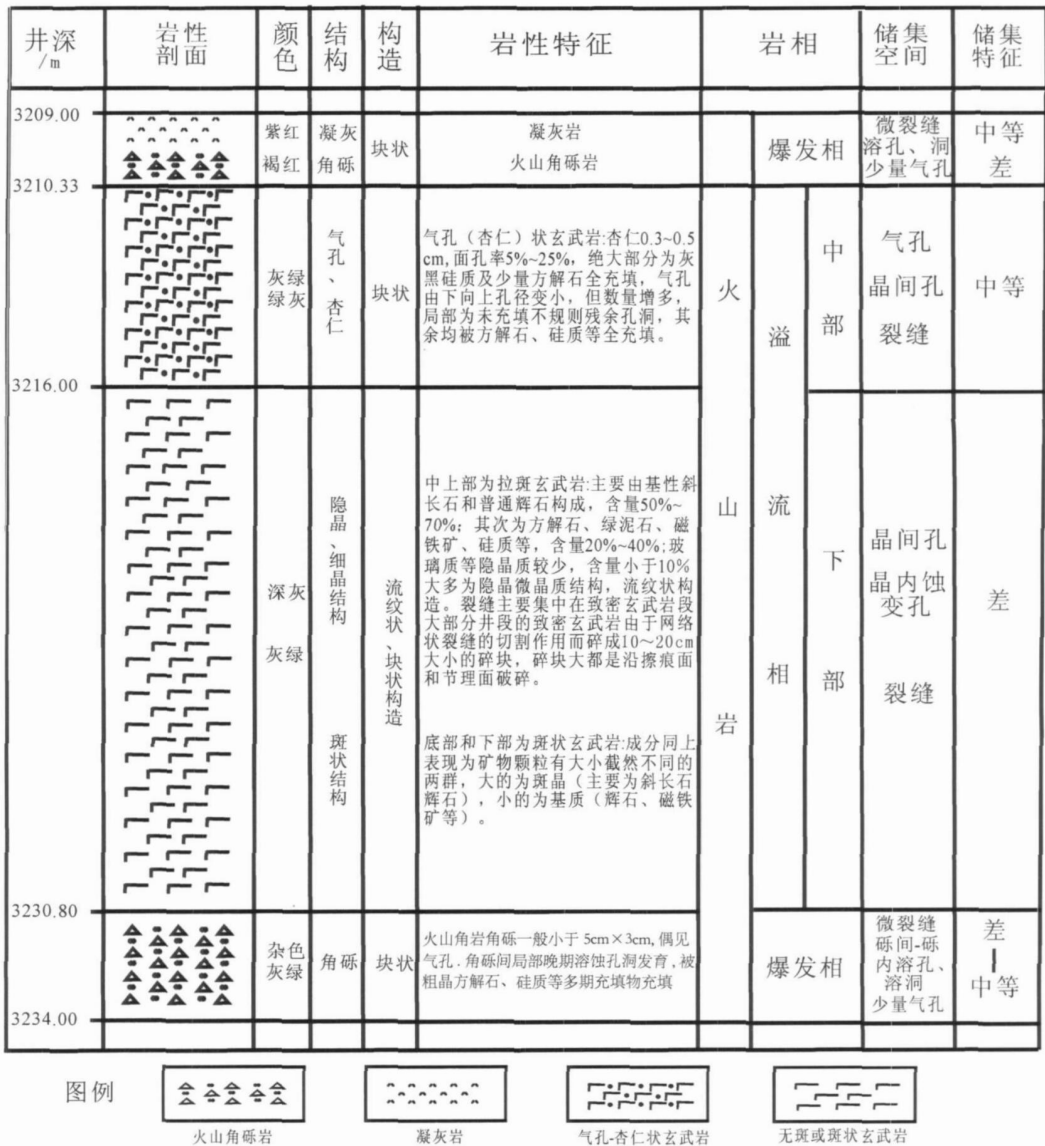 井深
/m
岩性
剖面
颜色
结构
构造
岩性特征
岩相
储集
空间
储集
特征
3209.00
紫红
褐红
凝灰
角砾
块状
凝灰岩
火山角砾岩
爆发相
微裂缝
溶孔、洞
少量气孔
中等
差
3210.33
灰绿
绿灰
气孔、杏仁
块状
气孔（杏仁）状玄武岩:杏仁0.3~0.5
cm,面孔率5%~25%，绝大部分为灰
黑硅质及少量方解石全充填，气孔
由下向上孔径变小，但数量增多，
局部为未充填不规则残余孔洞，其
余均被方解石、硅质等全充填。
火山岩
溢流相
中部
气孔
晶间孔
裂缝
中等
3216.00
深灰
灰绿
隐晶、细晶结构
斑状结构
流纹状、块状构造
中上部为拉斑玄武岩:主要由基性斜
长石和普通辉石构成，含量50%~
70%；其次为方解石、绿泥石、磁
铁矿、硅质等，含量20%~40%;玻
璃质等隐晶质较少，含量小于10%
大多为隐晶微晶质结构，流纹状构
造。裂缝主要集中在致密玄武岩段
大部分井段的致密玄武岩由于网络
状裂缝的切割作用而碎成10～20cm
大小的碎块，碎块大都是沿擦痕面
和节理面破碎。
底部和下部为斑状玄武岩:成分同上
表现为矿物颗粒有大小截然不同的
两群，大的为斑晶（主要为斜长石
辉石），小的为基质（辉石、磁铁
矿等）。
下部
晶间孔
晶内蚀
变孔
裂缝
差
3230.80
杂色
灰绿
角砾
块状
火山角岩角砾一般小于 5cm×3cm, 偶见
气孔. 角砾间局部晚期溶蚀孔洞发育, 被
粗晶方解石、硅质等多期充填物充填
爆发相
微裂缝
砾间-砾
内溶孔、
溶洞
少量气孔
差
|
中等
3234.00
图例
火山角砾岩
凝灰岩
气孔-杏仁状玄武岩
无斑或斑状玄武岩